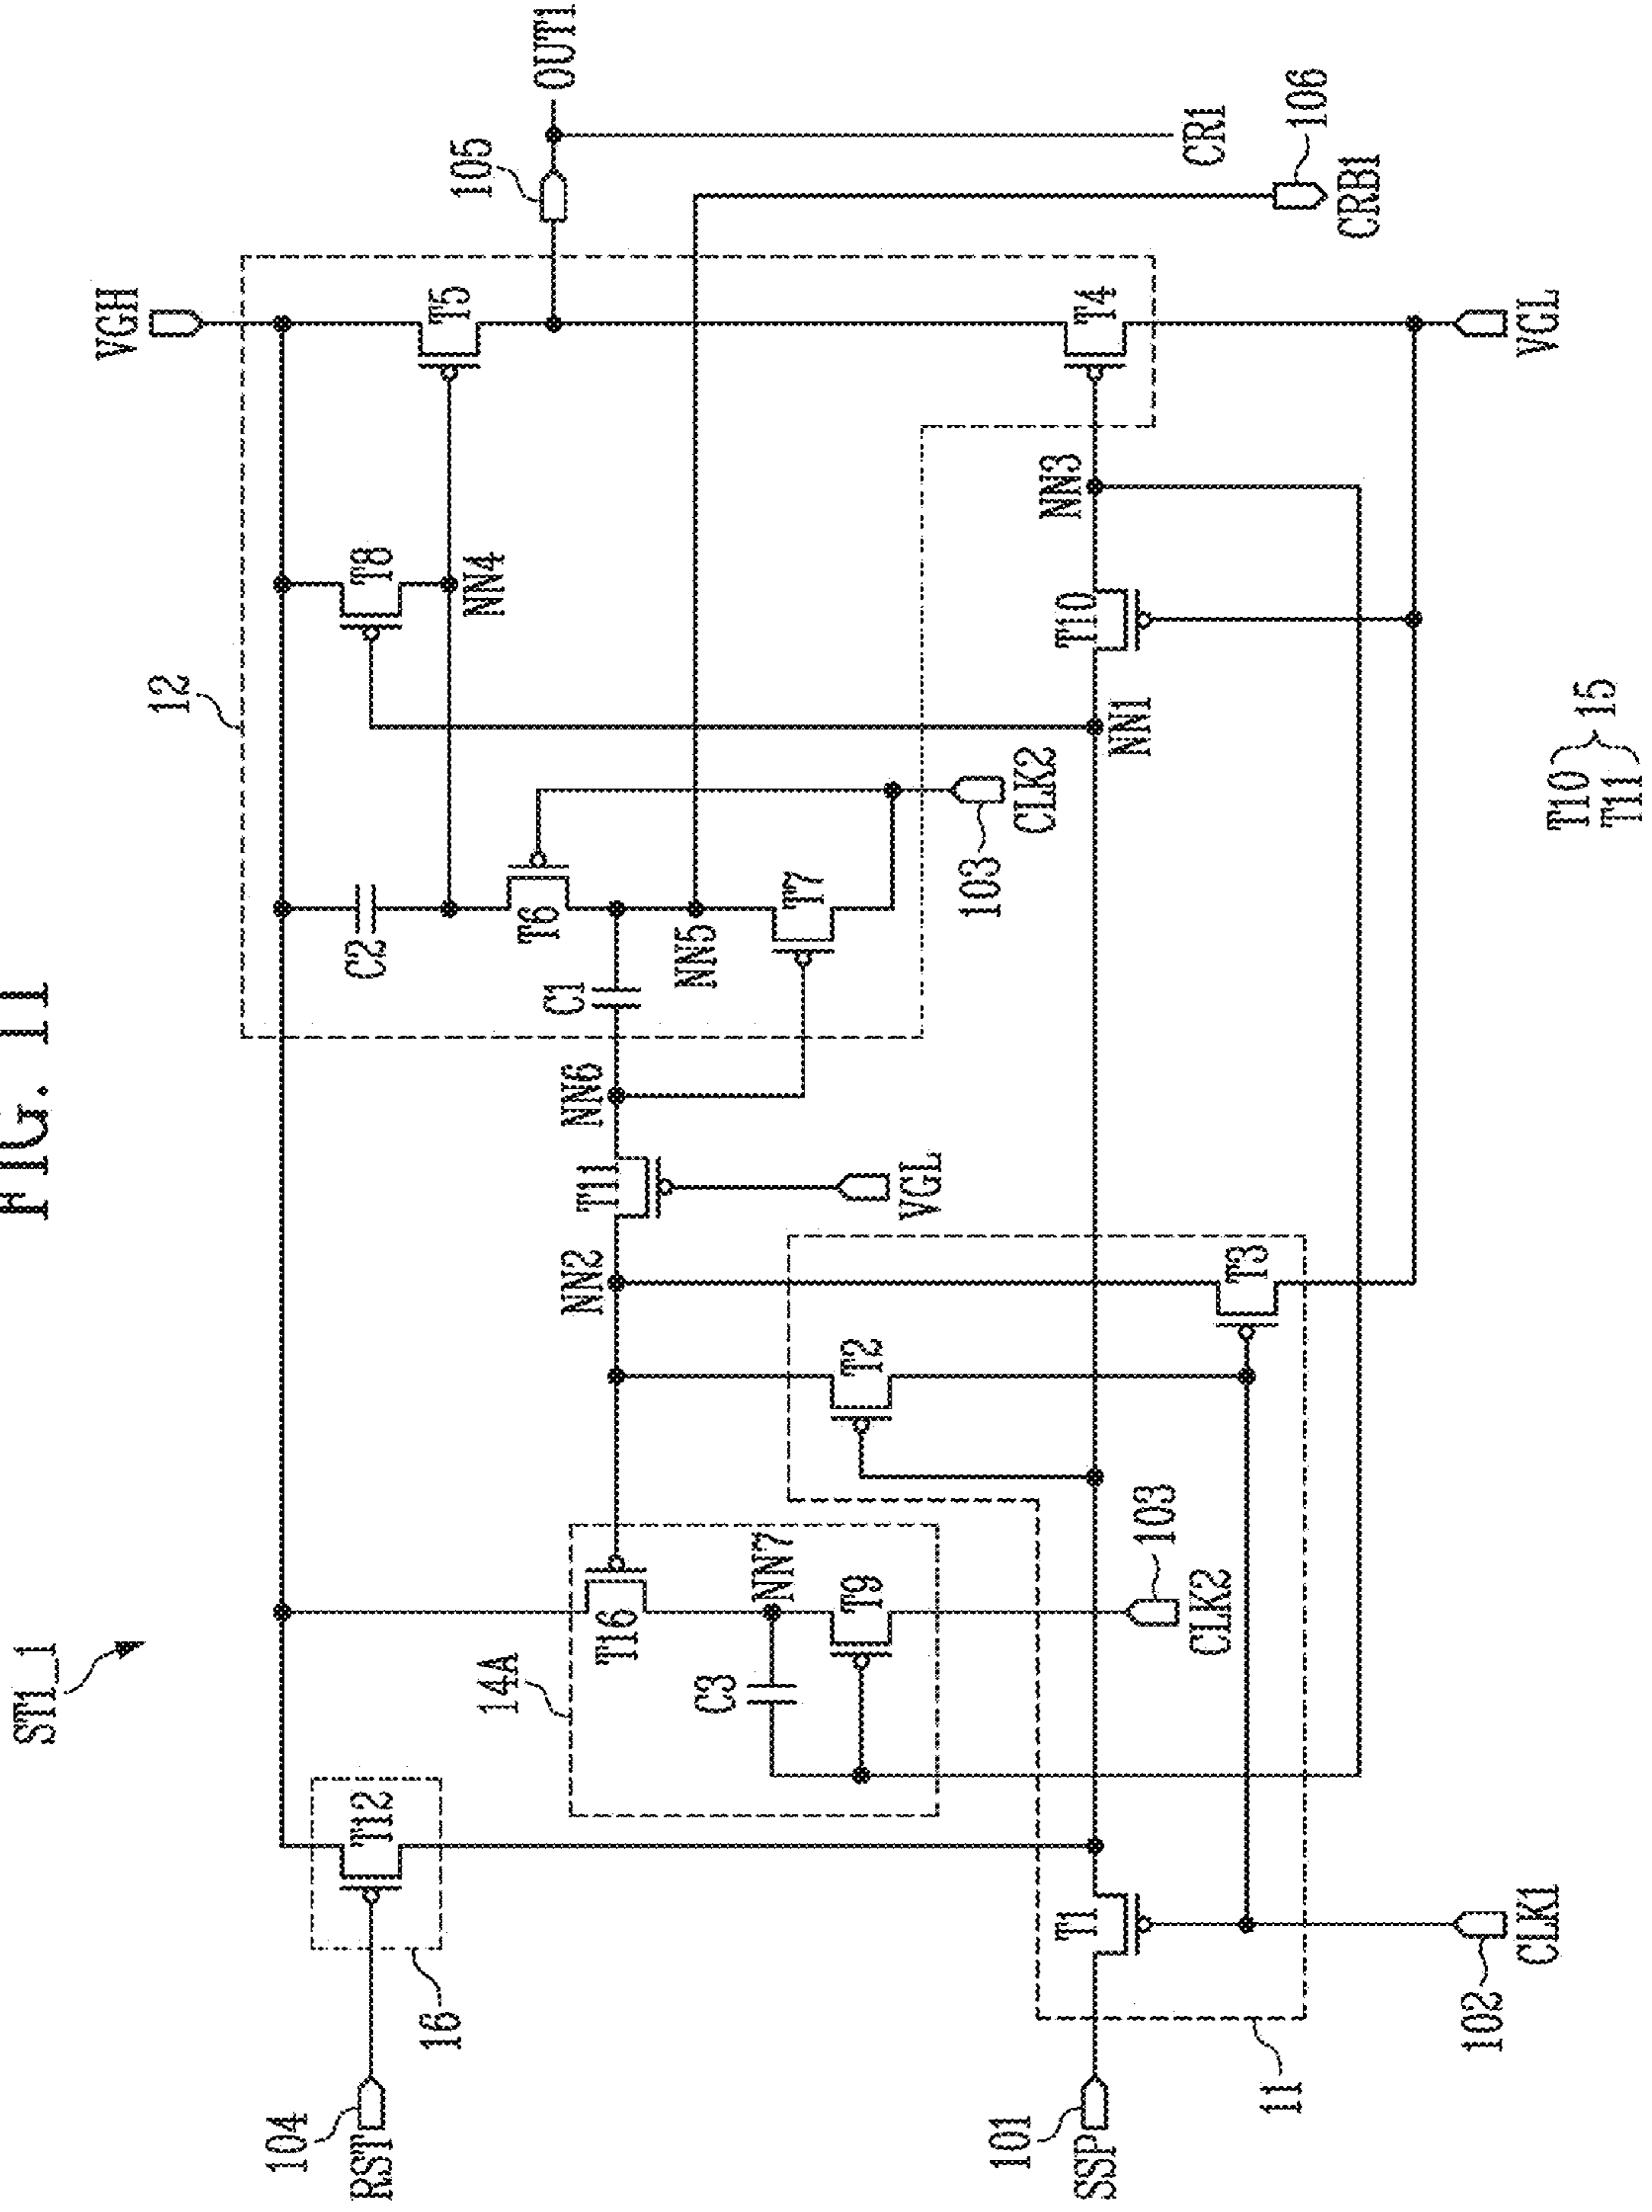 FIG. 11
ST1_1
VGH
12
T8
T5
105
OUT1
NN4
C2
T6
C1
NN5
T7
103
CLK2
CR1
CRB1
106
NN6
T11
NN2
VGL
104
RST
T12
16
14A
T16
NN7
C3
T9
103
CLK2
T2
T3
NN1
T10
NN3
T4
VGL
101
SSP
T1
11
102
CLK1
T10
T11
15